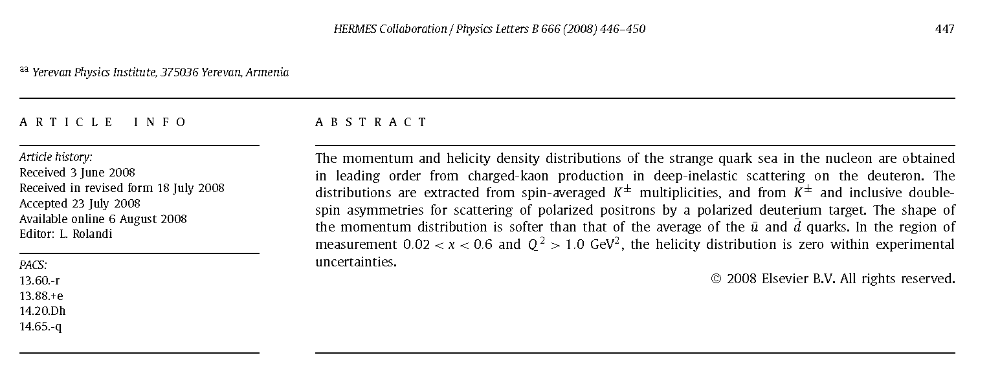 HERMES Collaboration / Physics Letters B 666 (2008) 446–450
447
aa Yerevan Physics Institute, 375036 Yerevan, Armenia
ARTICLE INFO
Article history:
Received 3 June 2008
Received in revised form 18 July 2008
Accepted 23 July 2008
Available online 6 August 2008
Editor: L. Rolandi
PACS:
13.60.-r
13.88.+e
14.20.Dh
14.65.-q
ABSTRACT
The momentum and helicity density distributions of the strange quark sea in the nucleon are obtained
in leading order from charged-kaon production in deep-inelastic scattering on the deuteron. The
distributions are extracted from spin-averaged K± multiplicities, and from K± and inclusive double-
spin asymmetries for scattering of polarized positrons by a polarized deuterium target. The shape of
the momentum distribution is softer than that of the average of the ū and d̄ quarks. In the region of
measurement 0.02 < x < 0.6 and Q² > 1.0 GeV², the helicity distribution is zero within experimental
uncertainties.
© 2008 Elsevier B.V. All rights reserved.